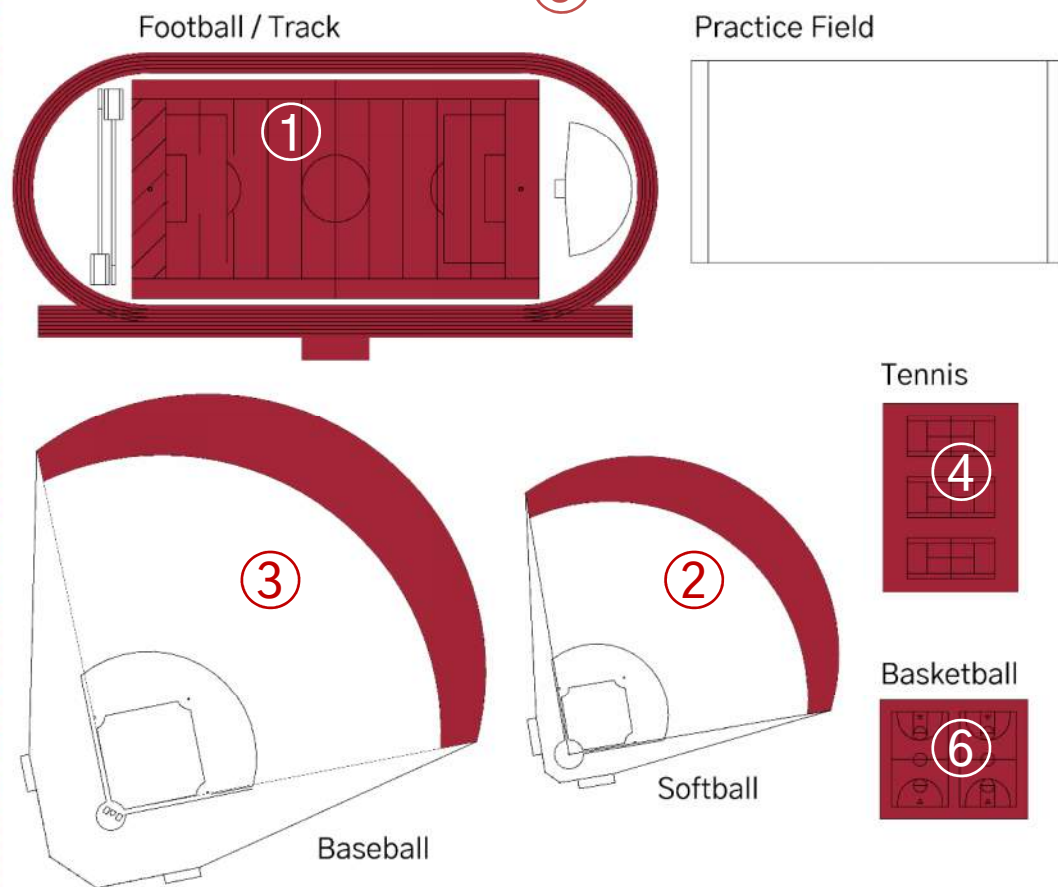 Football / Track
Practice Field
①
Tennis
④
③
②
Basketball
⑥
Softball
Baseball